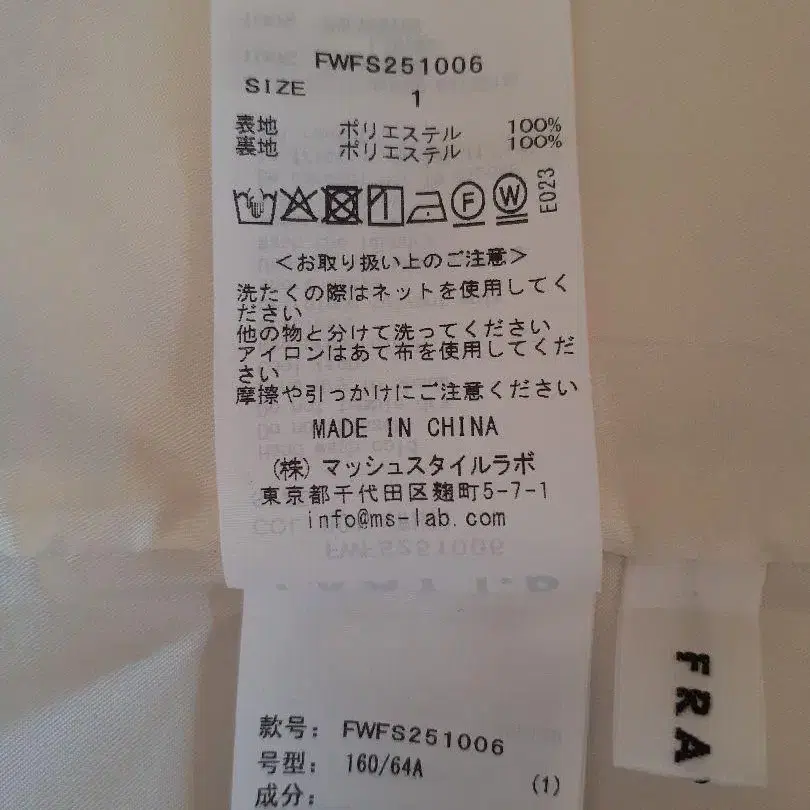 FWFS251006
SIZE
1
表地 ポリエステル 100%
裏地 ポリエステル 100%
F W E023
＜お取り扱い上のご注意＞
洗たくの際はネットを使用してく
ださい
他の物と分けて洗ってください
アイロンはあて布を使用してくだ
さい
摩擦や引っかけにご注意ください
MADE IN CHINA
(株) マッシュスタイルラボ
東京都千代田区麹町5-7-1
info@ms-lab.com
款号: FWFS251006
号型: 160/64A
(1)
成分:
FRA